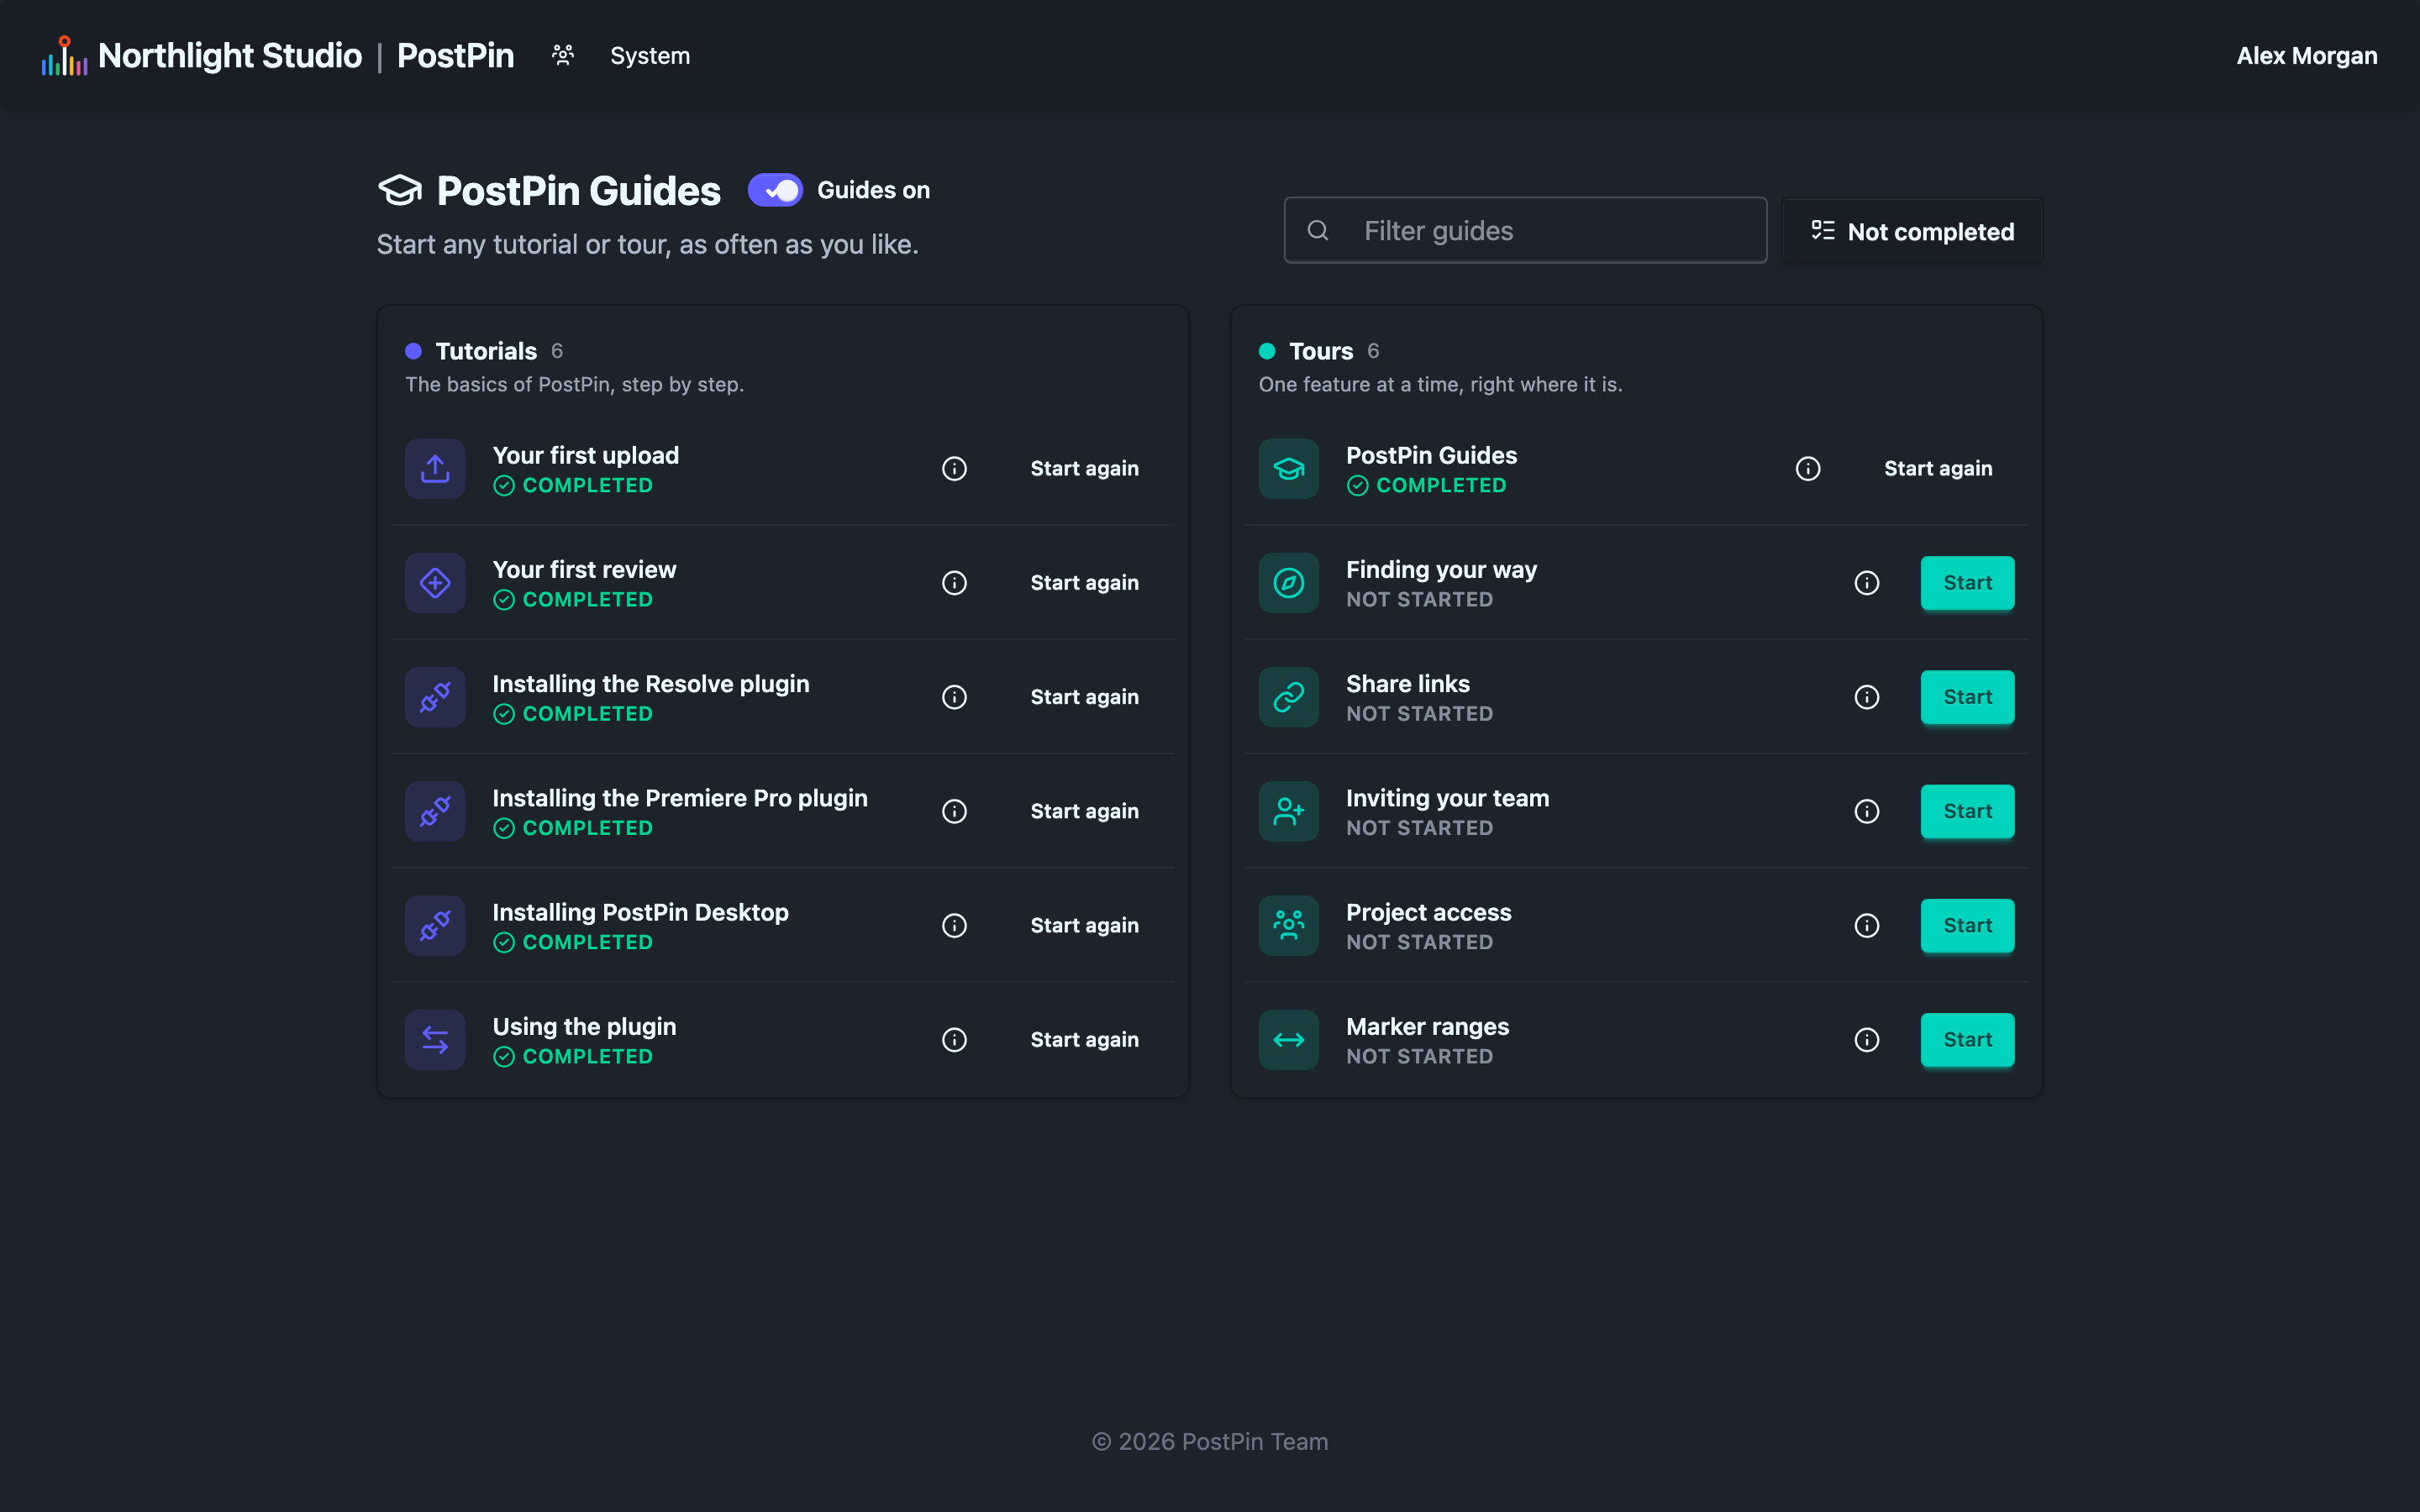 Northlight Studio | PostPin System Alex Morgan
PostPin Guides Guides on
Start any tutorial or tour, as often as you like.
Filter guides Not completed
Tutorials 6
The basics of PostPin, step by step.
Your first upload
COMPLETED
Start again
Your first review
COMPLETED
Start again
Installing the Resolve plugin
COMPLETED
Start again
Installing the Premiere Pro plugin
COMPLETED
Start again
Installing PostPin Desktop
COMPLETED
Start again
Using the plugin
COMPLETED
Start again
Tours 6
One feature at a time, right where it is.
PostPin Guides
COMPLETED
Start again
Finding your way
NOT STARTED
Start
Share links
NOT STARTED
Start
Inviting your team
NOT STARTED
Start
Project access
NOT STARTED
Start
Marker ranges
NOT STARTED
Start
© 2026 PostPin Team